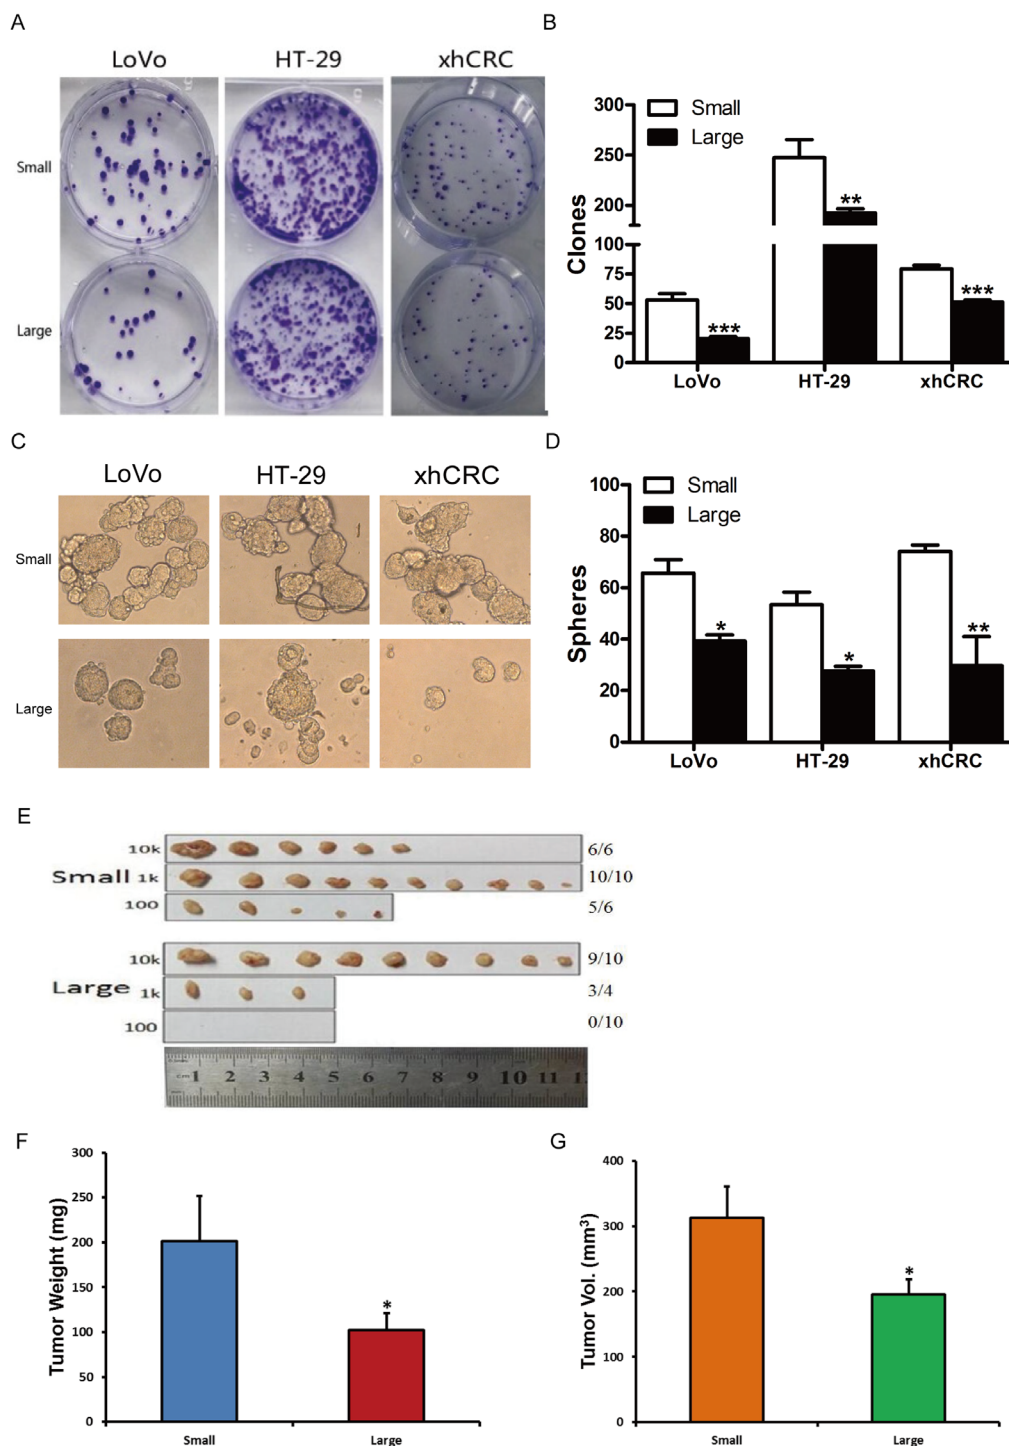 A
LoVo HT-29 xhCRC
Small
Large
B
Clones
300
250
200
100
75
50
25
0
Small
Large
***
**
***
LoVo HT-29 xhCRC
C
LoVo HT-29 xhCRC
Small
Large
D
Spheres
100
80
60
40
20
0
Small
Large
*
*
**
LoVo HT-29 xhCRC
E
Small
10k 6/6
1k 10/10
100 5/6
Large
10k 9/10
1k 3/4
100 0/10
cm 1 2 3 4 5 6 7 8 9 10 11
F
Tumor Weight (mg)
300
250
200
150
100
50
0
*
Small Large
G
Tumor Vol. (mm³)
400
300
200
100
0
*
Small Large